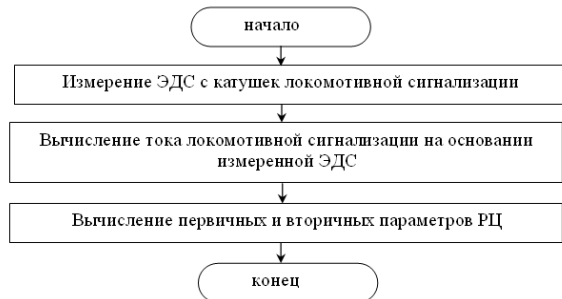 начало
Измерение ЭДС с катушек локомотивной сигнализации
Вычисление тока локомотивной сигнализации на основании
измеренной ЭДС
Вычисление первичных и вторичных параметров РЦ
конец